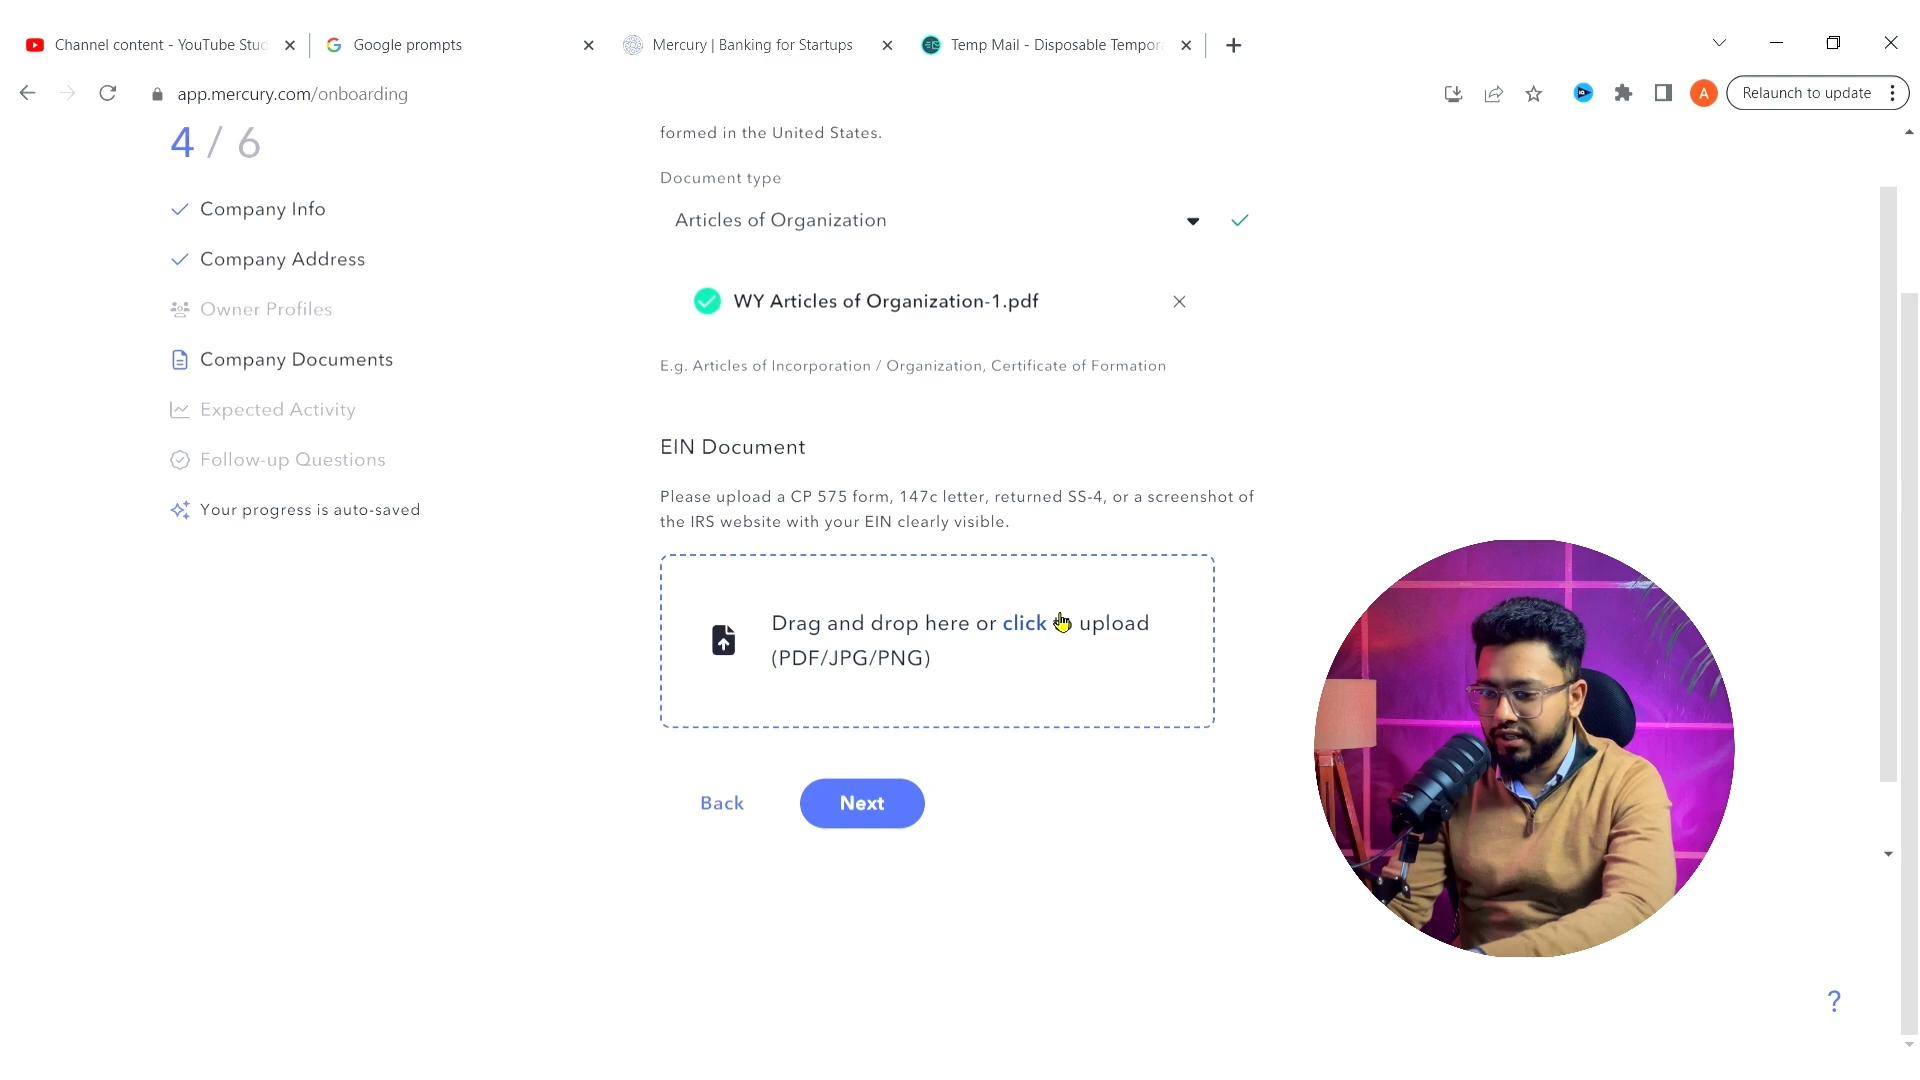 Channel content - YouTube Stud
Google prompts
Mercury | Banking for Startups
Temp Mail - Disposable Tempora
app.mercury.com/onboarding
A
Relaunch to update
4 / 6
Company Info
Company Address
Owner Profiles
Company Documents
Expected Activity
Follow-up Questions
Your progress is auto-saved
formed in the United States.
Document type
Articles of Organization
WY Articles of Organization-1.pdf
E.g. Articles of Incorporation / Organization, Certificate of Formation
EIN Document
Please upload a CP 575 form, 147c letter, returned SS-4, or a screenshot of
the IRS website with your EIN clearly visible.
Drag and drop here or click upload
(PDF/JPG/PNG)
Back
Next
?